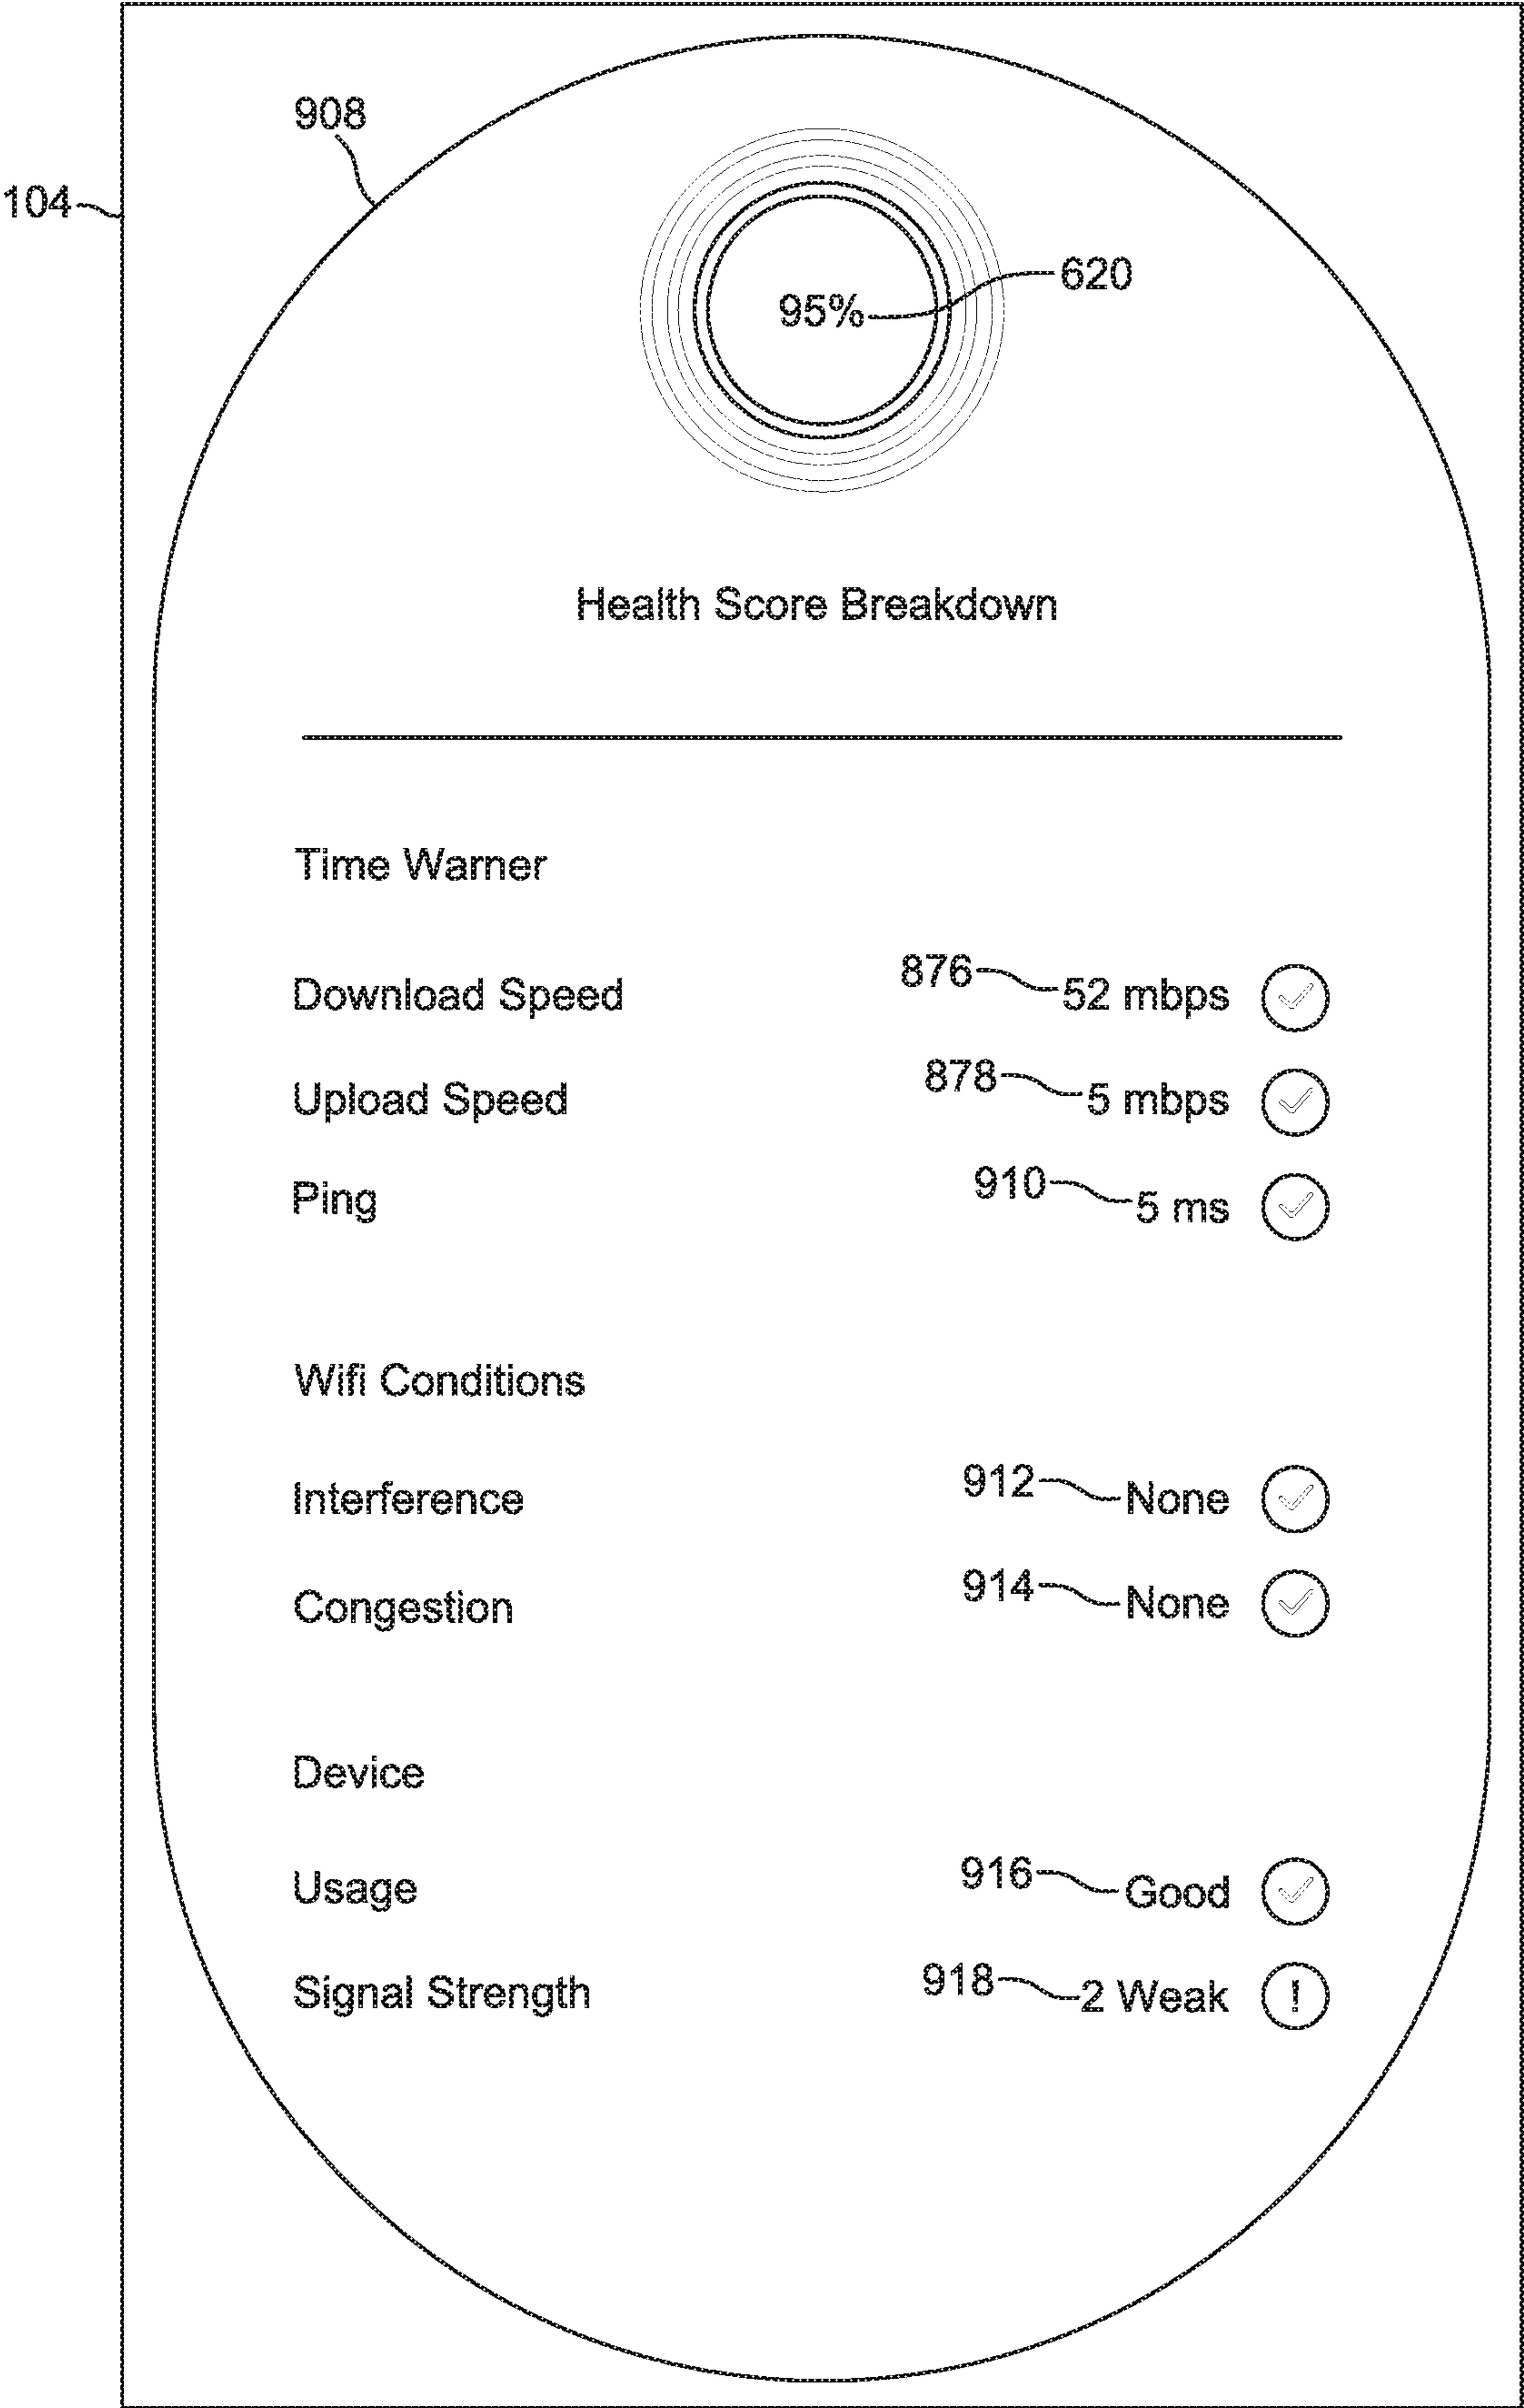 908
104
620
95%
Health Score Breakdown
Time Warner
Download Speed 876 52 mbps
Upload Speed 878 5 mbps
Ping 910 5 ms
Wifi Conditions
Interference 912 None
Congestion 914 None
Device
Usage 916 Good
Signal Strength 918 2 Weak !